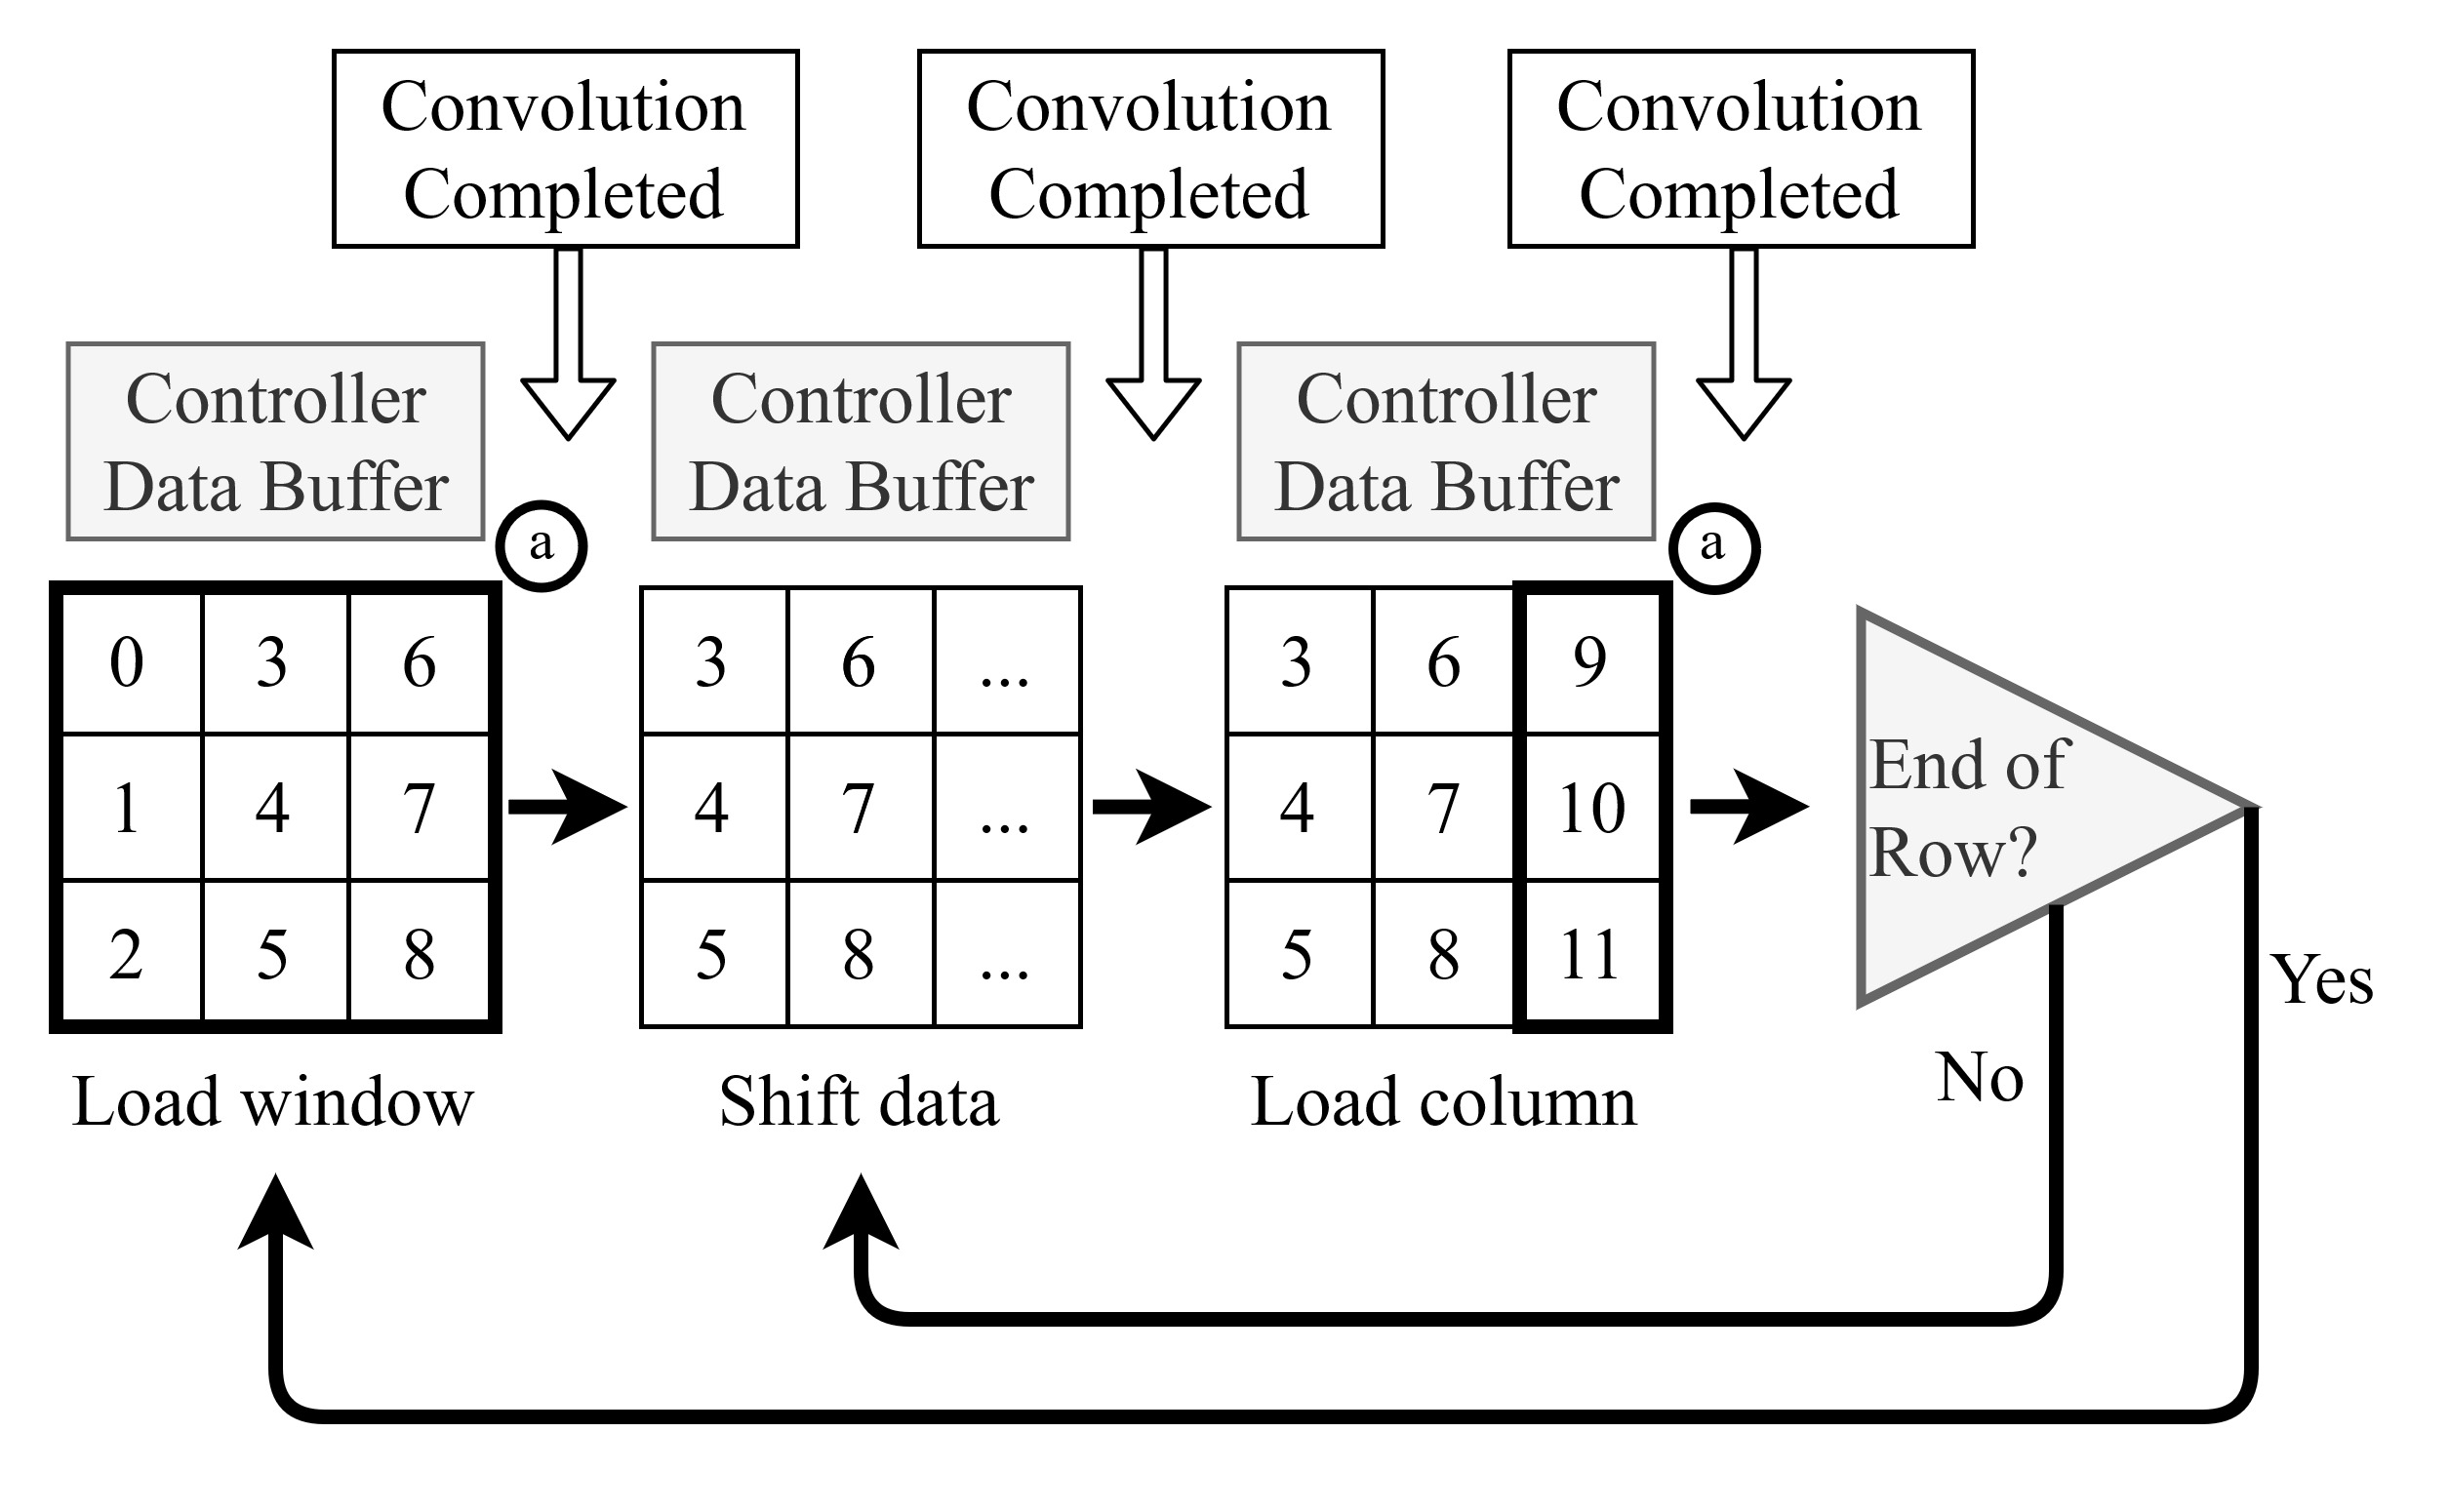 Convolution
Completed
Convolution
Completed
Convolution
Completed
Controller
Data Buffer
Controller
Data Buffer
Controller
Data Buffer
a
a
0 3 6
1 4 7
2 5 8
Load window
3 6 ...
4 7 ...
5 8 ...
Shift data
3 6 9
4 7 10
5 8 11
Load column
End of
Row?
No
Yes